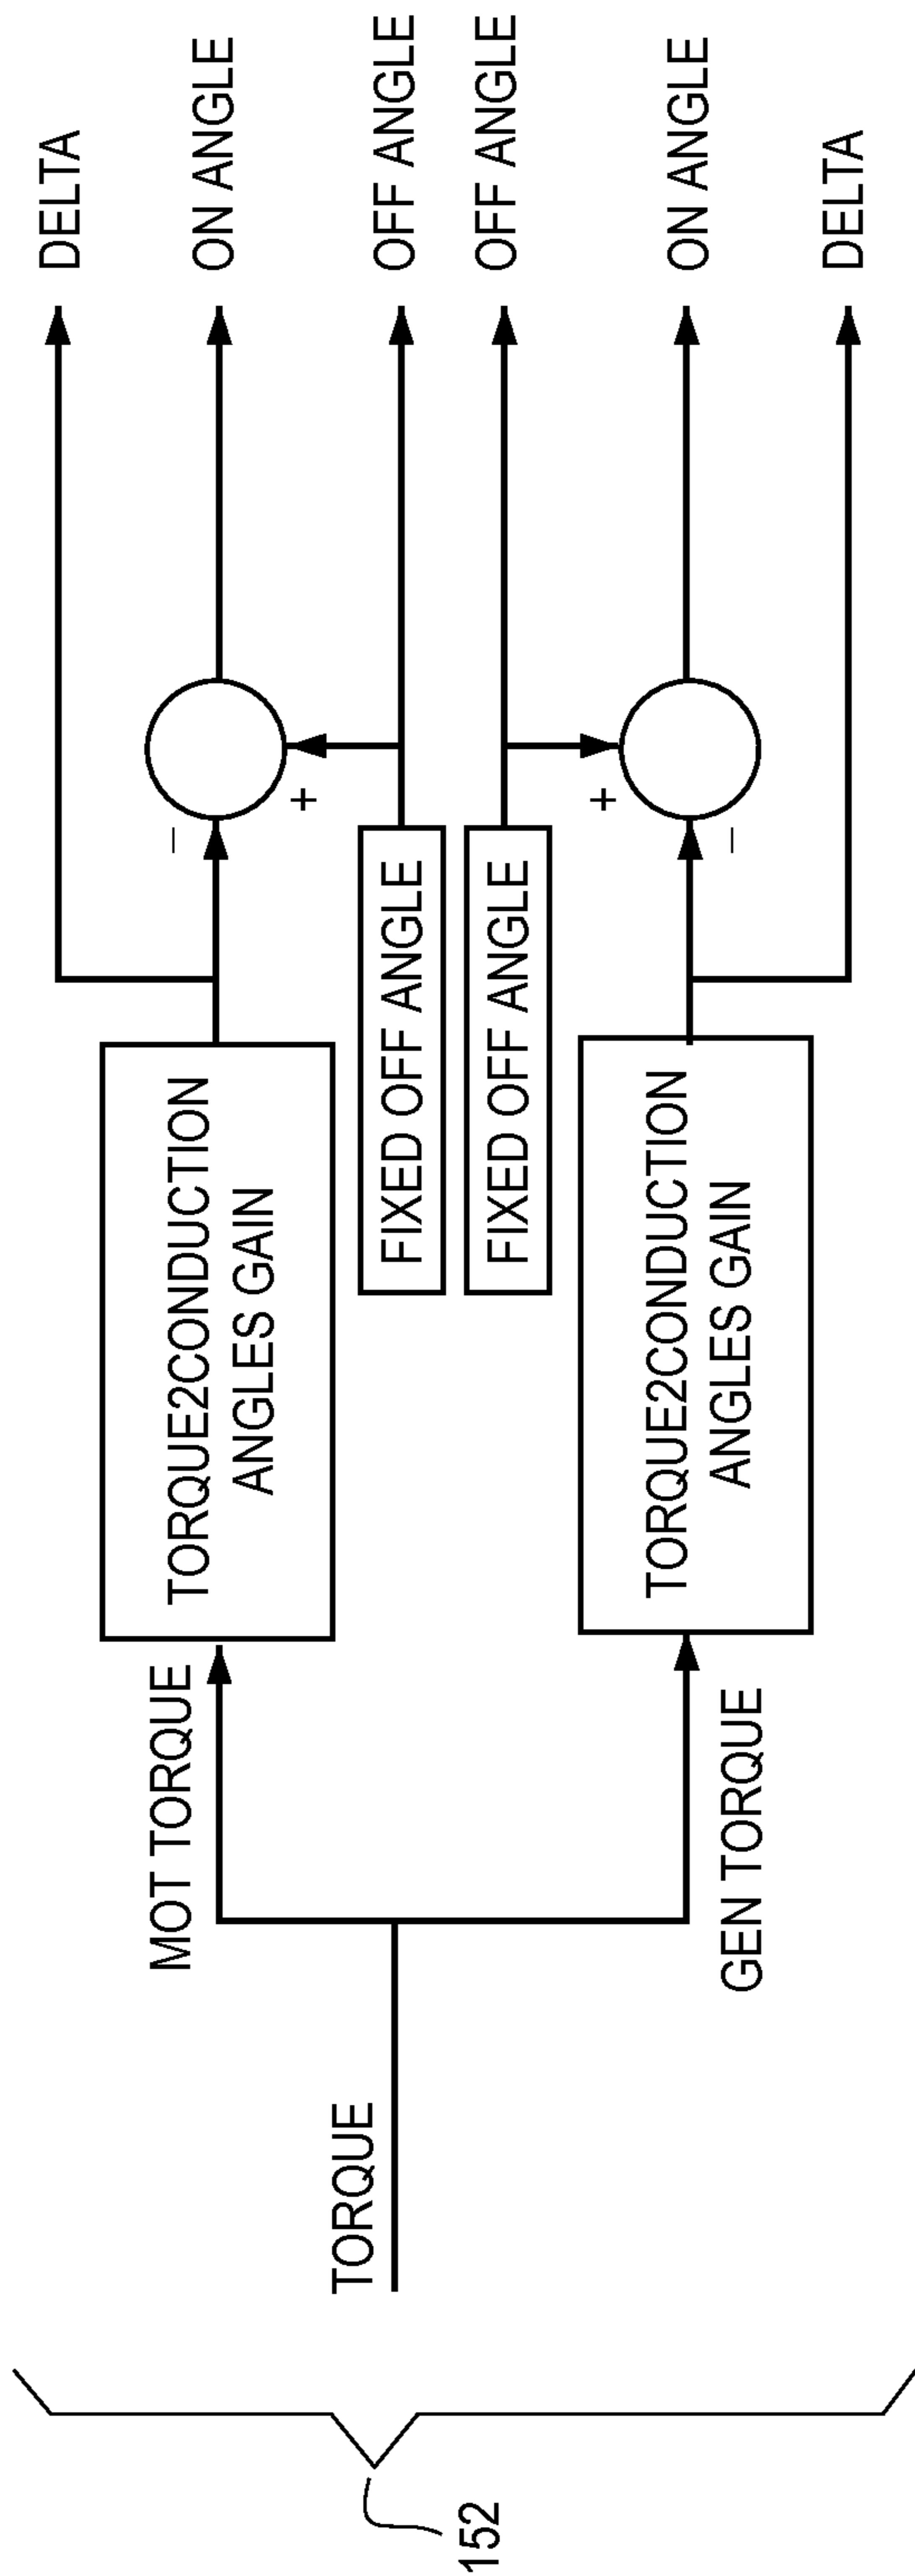 152
TORQUE
MOT TORQUE
GEN TORQUE
TORQUE2CONDUCTION
ANGLES GAIN
FIXED OFF ANGLE
FIXED OFF ANGLE
TORQUE2CONDUCTION
ANGLES GAIN
−
+
+
−
DELTA
ON ANGLE
OFF ANGLE
OFF ANGLE
ON ANGLE
DELTA